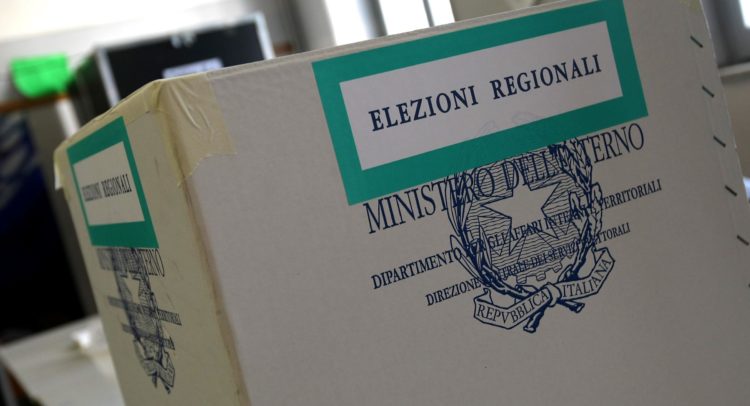 ELEZIONI REGIONALI
MINISTERO DELL'INTERNO
DIPARTIMENTO PER GLI AFFARI INTERNI E TERRITORIALI
DIREZIONE CENTRALE DEI SERVIZI ELETTORALI
REPVBBLICA ITALIANA
ELEZIONI REGIONALI